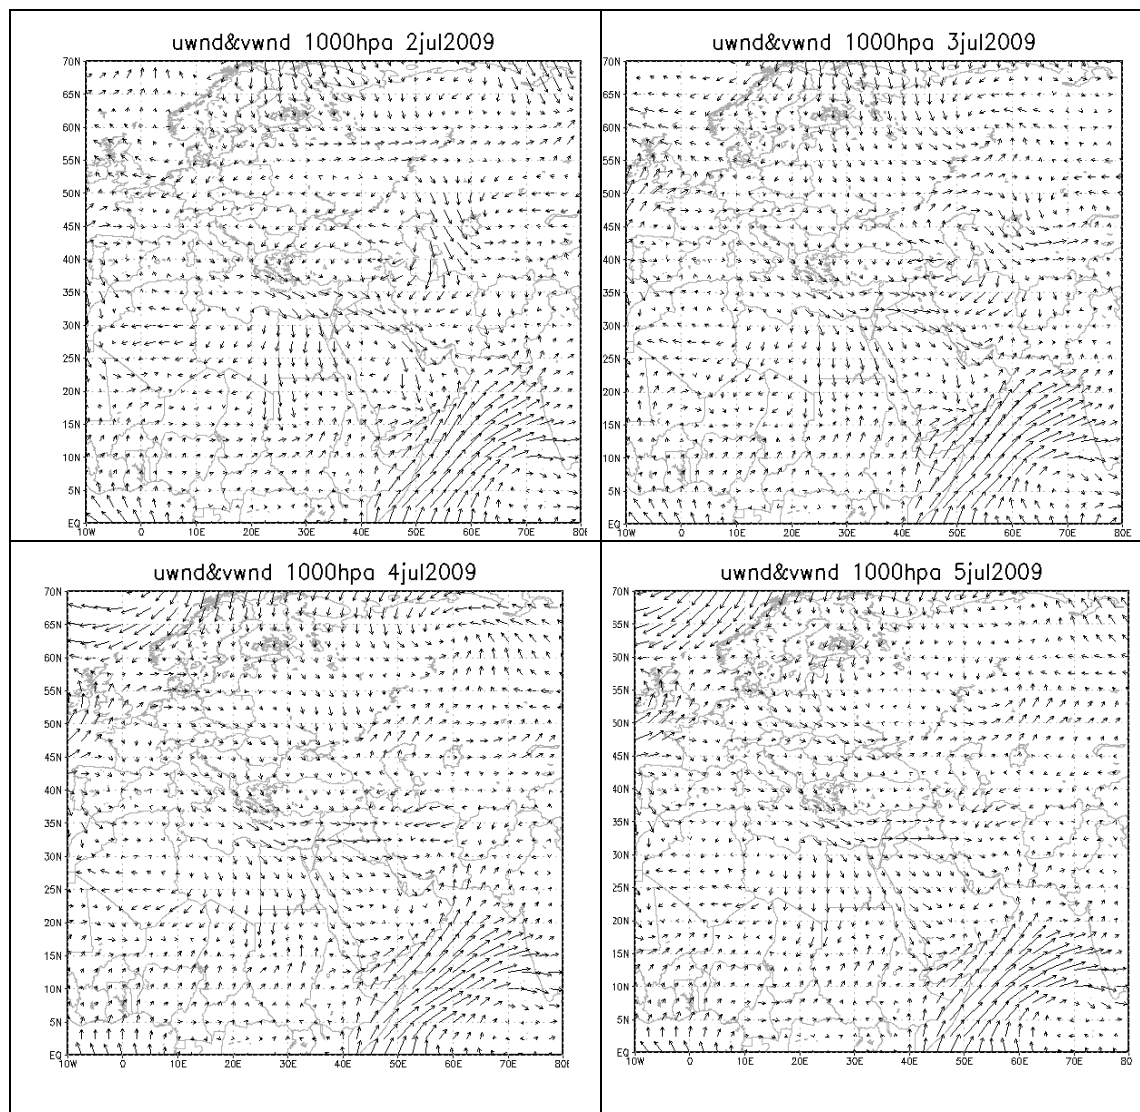 uwnd&vwnd 1000hpa 2jul2009
70N
65N
60N
55N
50N
45N
40N
35N
30N
25N
20N
15N
10N
5N
EQ
10W 0 10E 20E 30E 40E 50E 60E 70E 80E
uwnd&vwnd 1000hpa 3jul2009
70N
65N
60N
55N
50N
45N
40N
35N
30N
25N
20N
15N
10N
5N
EQ
10W 0 10E 20E 30E 40E 50E 60E 70E 80E
uwnd&vwnd 1000hpa 4jul2009
70N
65N
60N
55N
50N
45N
40N
35N
30N
25N
20N
15N
10N
5N
EQ
10W 0 10E 20E 30E 40E 50E 60E 70E 80E
uwnd&vwnd 1000hpa 5jul2009
70N
65N
60N
55N
50N
45N
40N
35N
30N
25N
20N
15N
10N
5N
EQ
10W 0 10E 20E 30E 40E 50E 60E 70E 80